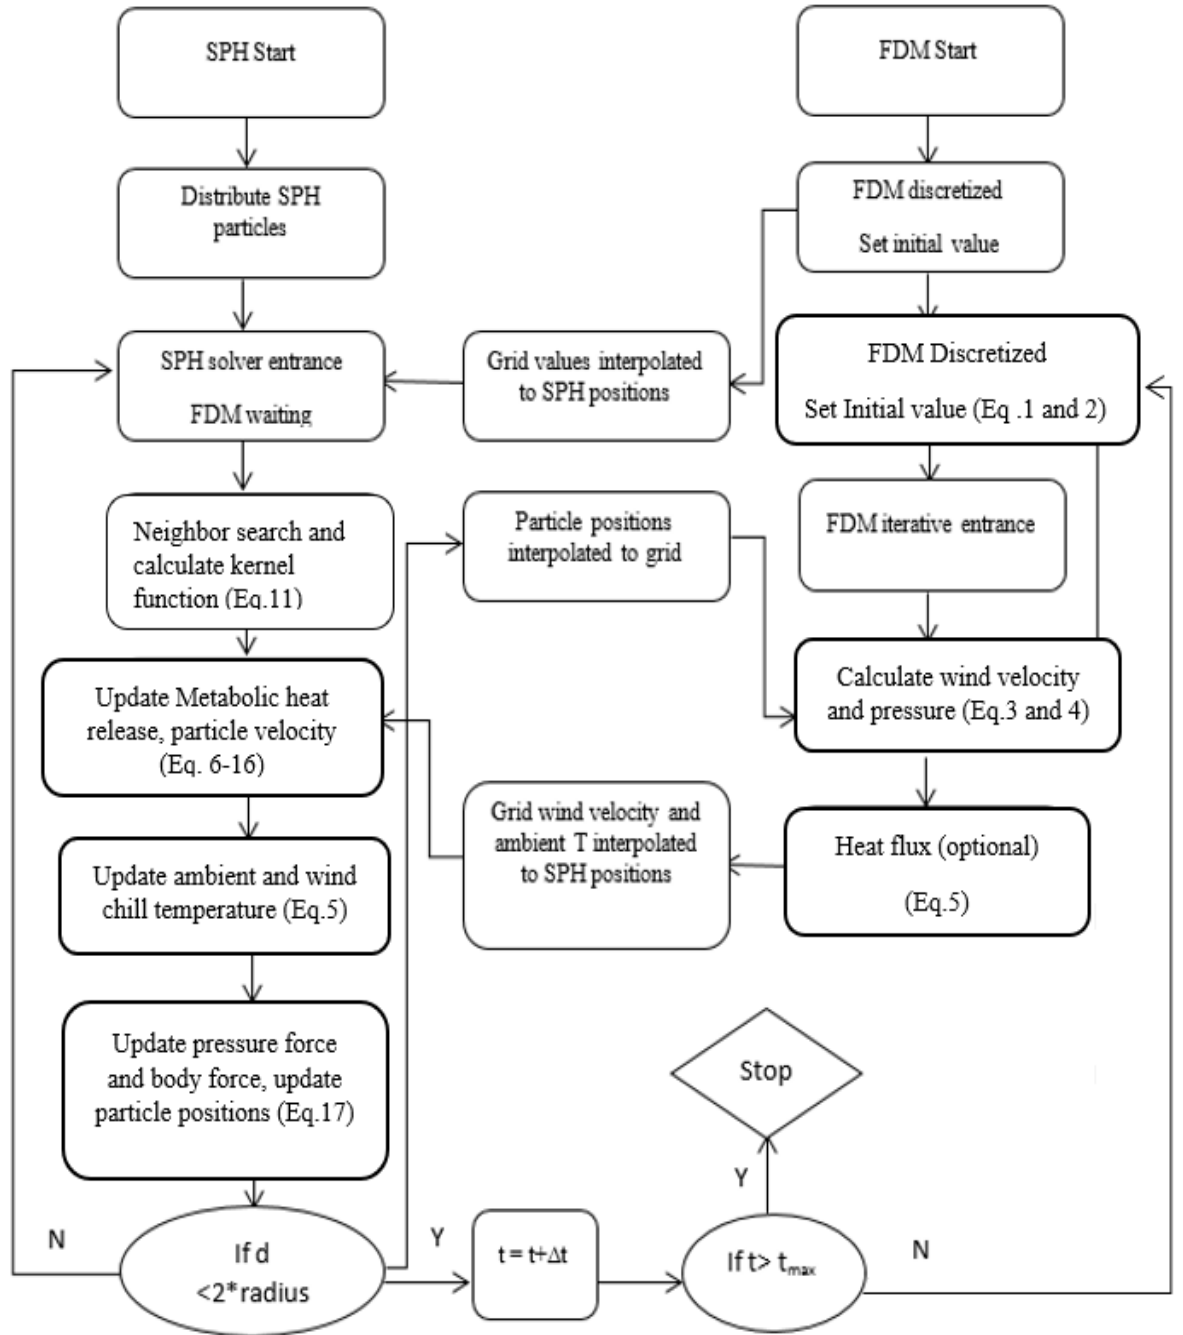 SPH Start
FDM Start
Distribute SPH
particles
FDM discretized
Set initial value
SPH solver entrance
FDM waiting
Grid values interpolated
to SPH positions
FDM Discretized
Set Initial value (Eq .1 and 2)
Neighbor search and
calculate kernel
function (Eq.11)
Particle positions
interpolated to grid
FDM iterative entrance
Update Metabolic heat
release, particle velocity
(Eq. 6-16)
Calculate wind velocity
and pressure (Eq.3 and 4)
Grid wind velocity and
ambient T interpolated
to SPH positions
Heat flux (optional)
(Eq.5)
Update ambient and wind
chill temperature (Eq.5)
Update pressure force
and body force, update
particle positions (Eq.17)
Stop
Y
N
If d
<2*radius
Y
t = t+Δt
If t> tmax
N